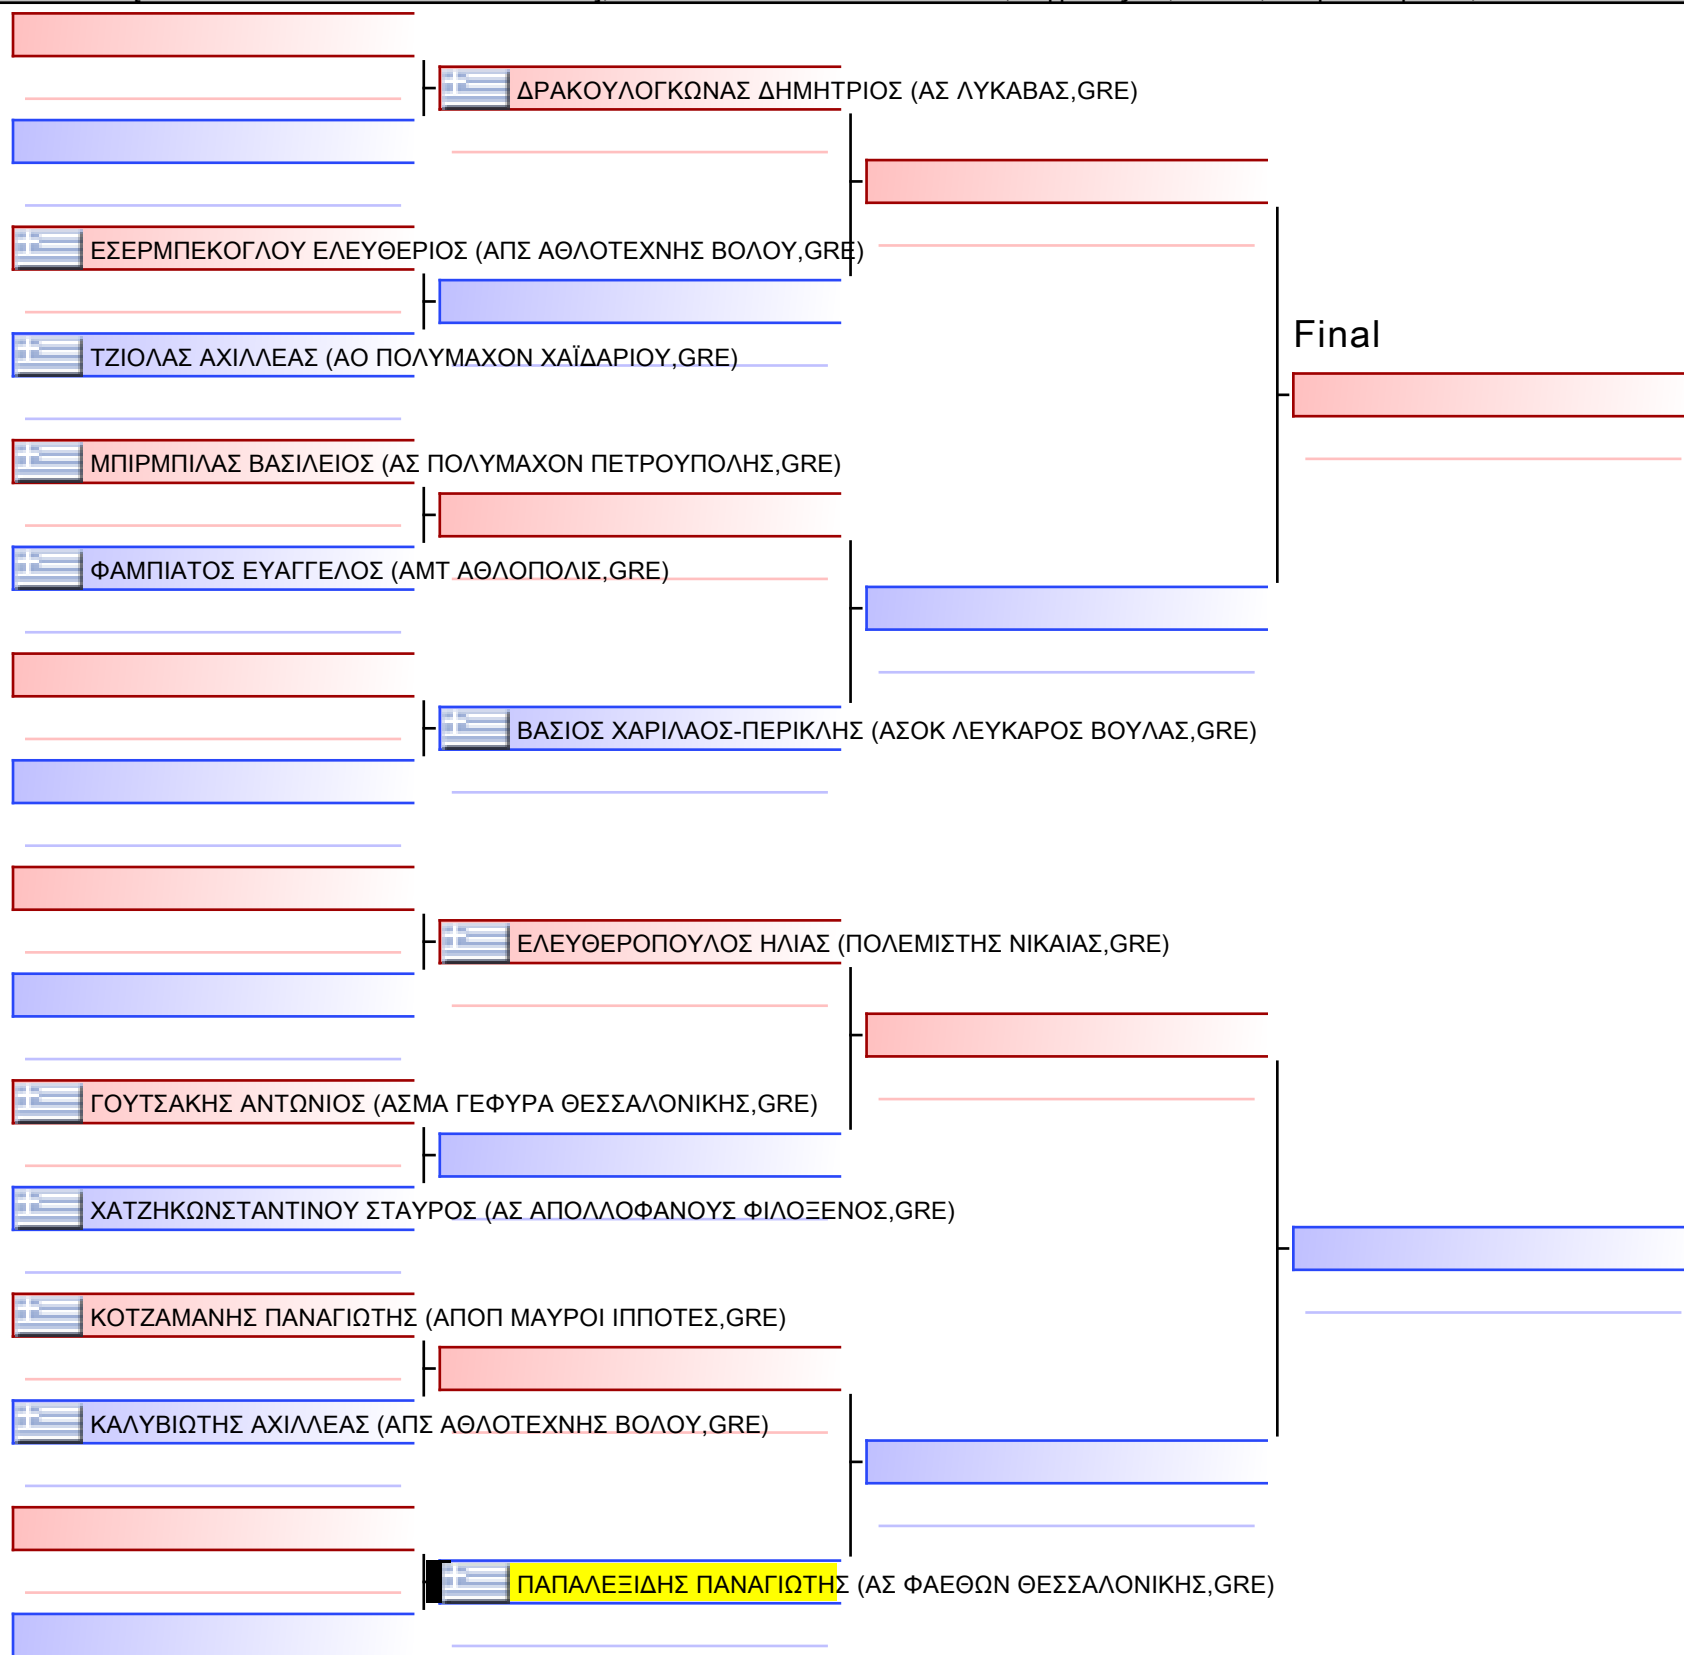 ΔΡΑΚΟΥΛΟΓΚΩΝΑΣ ΔΗΜΗΤΡΙΟΣ (ΑΣ ΛΥΚΑΒΑΣ,GRE)
ΕΣΕΡΜΠΕΚΟΓΛΟΥ ΕΛΕΥΘΕΡΙΟΣ (ΑΠΣ ΑΘΛΟΤΕΧΝΗΣ ΒΟΛΟΥ,GRE)
Final
ΤΖΙΟΛΑΣ ΑΧΙΛΛΕΑΣ (ΑΟ ΠΟΛΥΜΑΧΟΝ ΧΑΪΔΑΡΙΟΥ,GRE)
ΜΠΙΡΜΠΙΛΑΣ ΒΑΣΙΛΕΙΟΣ (ΑΣ ΠΟΛΥΜΑΧΟΝ ΠΕΤΡΟΥΠΟΛΗΣ,GRE)
ΦΑΜΠΙΑΤΟΣ ΕΥΑΓΓΕΛΟΣ (ΑΜΤ ΑΘΛΟΠΟΛΙΣ,GRE)
ΒΑΣΙΟΣ ΧΑΡΙΛΑΟΣ-ΠΕΡΙΚΛΗΣ (ΑΣΟΚ ΛΕΥΚΑΡΟΣ ΒΟΥΛΑΣ,GRE)
ΕΛΕΥΘΕΡΟΠΟΥΛΟΣ ΗΛΙΑΣ (ΠΟΛΕΜΙΣΤΗΣ ΝΙΚΑΙΑΣ,GRE)
ΓΟΥΤΣΑΚΗΣ ΑΝΤΩΝΙΟΣ (ΑΣΜΑ ΓΕΦΥΡΑ ΘΕΣΣΑΛΟΝΙΚΗΣ,GRE)
ΧΑΤΖΗΚΩΝΣΤΑΝΤΙΝΟΥ ΣΤΑΥΡΟΣ (ΑΣ ΑΠΟΛΛΟΦΑΝΟΥΣ ΦΙΛΟΞΕΝΟΣ,GRE)
ΚΟΤΖΑΜΑΝΗΣ ΠΑΝΑΓΙΩΤΗΣ (ΑΠΟΠ ΜΑΥΡΟΙ ΙΠΠΟΤΕΣ,GRE)
ΚΑΛΥΒΙΩΤΗΣ ΑΧΙΛΛΕΑΣ (ΑΠΣ ΑΘΛΟΤΕΧΝΗΣ ΒΟΛΟΥ,GRE)
ΠΑΠΑΛΕΞΙΔΗΣ ΠΑΝΑΓΙΩΤΗΣ (ΑΣ ΦΑΕΘΩΝ ΘΕΣΣΑΛΟΝΙΚΗΣ,GRE)